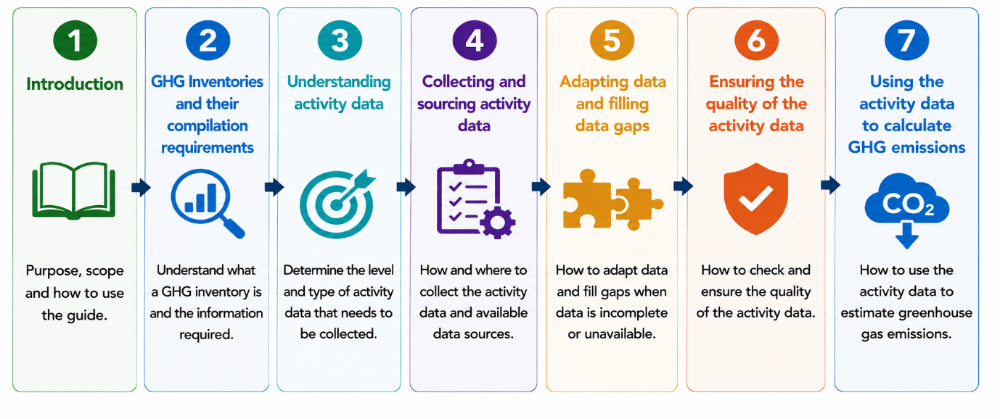 1
Introduction
Purpose, scope
and how to use
the guide.
2
GHG Inventories
and their
compilation
requirements
Understand what
a GHG inventory is
and the information
required.
3
Understanding
activity data
Determine the level
and type of activity
data that needs to
be collected.
4
Collecting and
sourcing activity
data
How and where to
collect the activity
data and available
data sources.
5
Adapting data
and filling
data gaps
How to adapt data
and fill gaps when
data is incomplete
or unavailable.
6
Ensuring the
quality of the
activity data
How to check and
ensure the quality
of the activity data.
7
Using the
activity data
to calculate
GHG emissions
CO₂
How to use the
activity data to
estimate greenhouse
gas emissions.